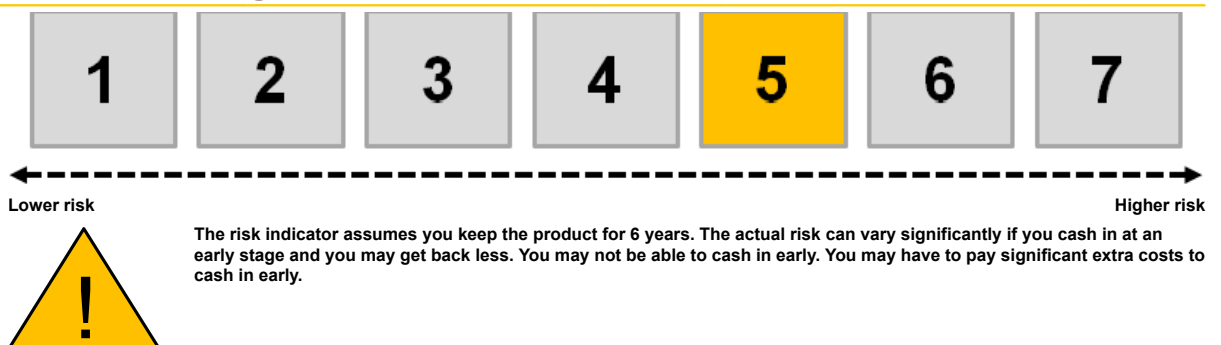 1 2 3 4 5 6 7
Lower risk Higher risk
The risk indicator assumes you keep the product for 6 years. The actual risk can vary significantly if you cash in at an
early stage and you may get back less. You may not be able to cash in early. You may have to pay significant extra costs to
cash in early.
!